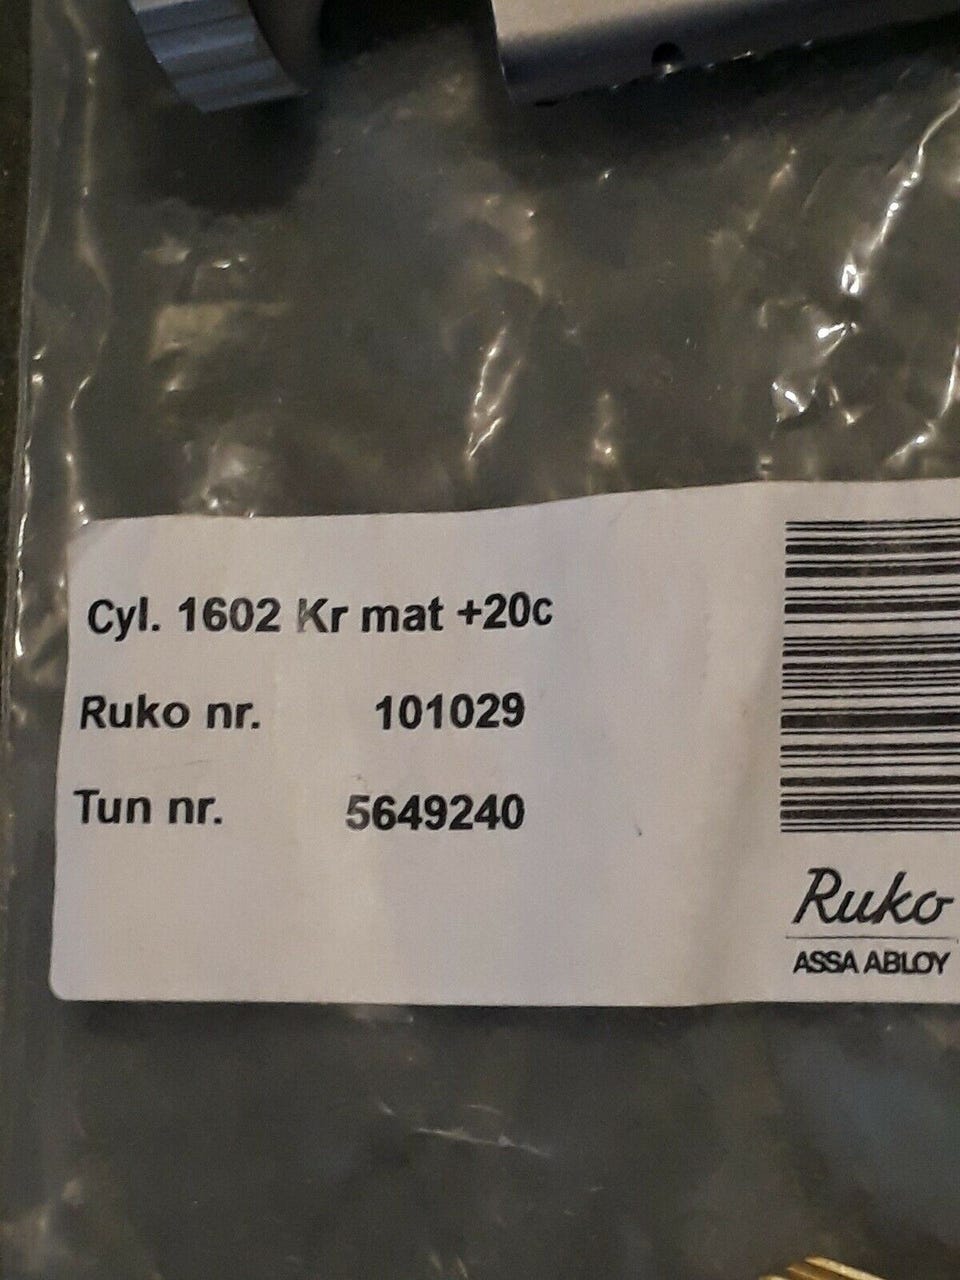 Cyl. 1602 Kr mat +20c
Ruko nr. 101029
Tun nr. 5649240
Ruko
ASSA ABLOY